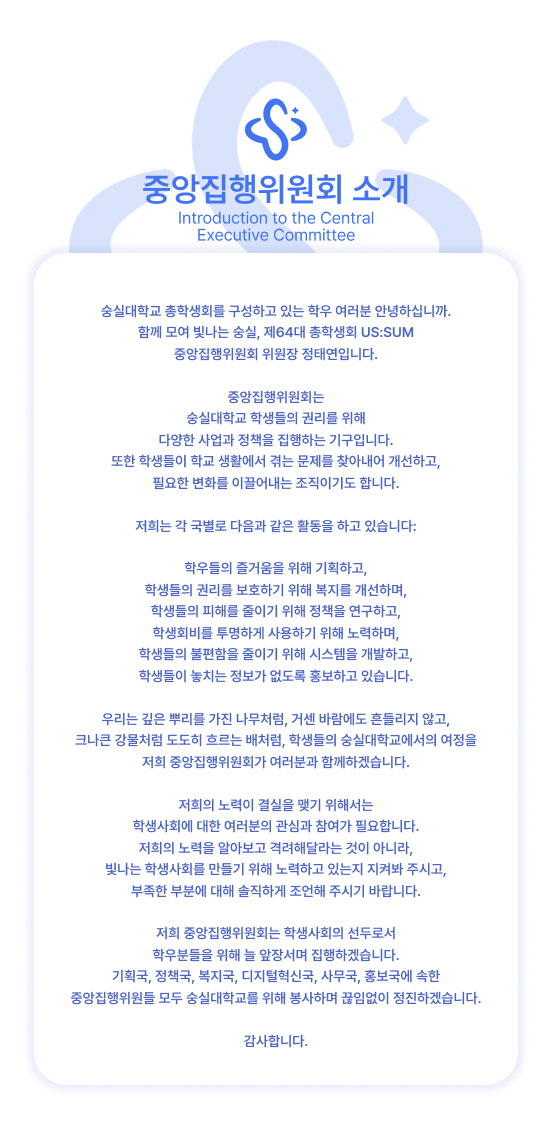 중앙집행위원회 소개
Introduction to the Central
Executive Committee
숭실대학교 총학생회를 구성하고 있는 학우 여러분 안녕하십니까.
함께 모여 빛나는 숭실, 제64대 총학생회 US:SUM
중앙집행위원회 위원장 정태연입니다.
중앙집행위원회는
숭실대학교 학생들의 권리를 위해
다양한 사업과 정책을 집행하는 기구입니다.
또한 학생들이 학교 생활에서 겪는 문제를 찾아내어 개선하고,
필요한 변화를 이끌어내는 조직이기도 합니다.
저희는 각 국별로 다음과 같은 활동을 하고 있습니다:
학우들의 즐거움을 위해 기획하고,
학생들의 권리를 보호하기 위해 복지를 개선하며,
학생들의 피해를 줄이기 위해 정책을 연구하고,
학생회비를 투명하게 사용하기 위해 노력하며,
학생들의 불편함을 줄이기 위해 시스템을 개발하고,
학생들이 놓치는 정보가 없도록 홍보하고 있습니다.
우리는 깊은 뿌리를 가진 나무처럼, 거센 바람에도 흔들리지 않고,
크나큰 강물처럼 도도히 흐르는 배처럼, 학생들의 숭실대학교에서의 여정을
저희 중앙집행위원회가 여러분과 함께하겠습니다.
저희의 노력이 결실을 맺기 위해서는
학생사회에 대한 여러분의 관심과 참여가 필요합니다.
저희의 노력을 알아보고 격려해달라는 것이 아니라,
빛나는 학생사회를 만들기 위해 노력하고 있는지 지켜봐 주시고,
부족한 부분에 대해 솔직하게 조언해 주시기 바랍니다.
저희 중앙집행위원회는 학생사회의 선두로서
학우분들을 위해 늘 앞장서며 집행하겠습니다.
기획국, 정책국, 복지국, 디지털혁신국, 사무국, 홍보국에 속한
중앙집행위원들 모두 숭실대학교를 위해 봉사하며 끊임없이 정진하겠습니다.
감사합니다.